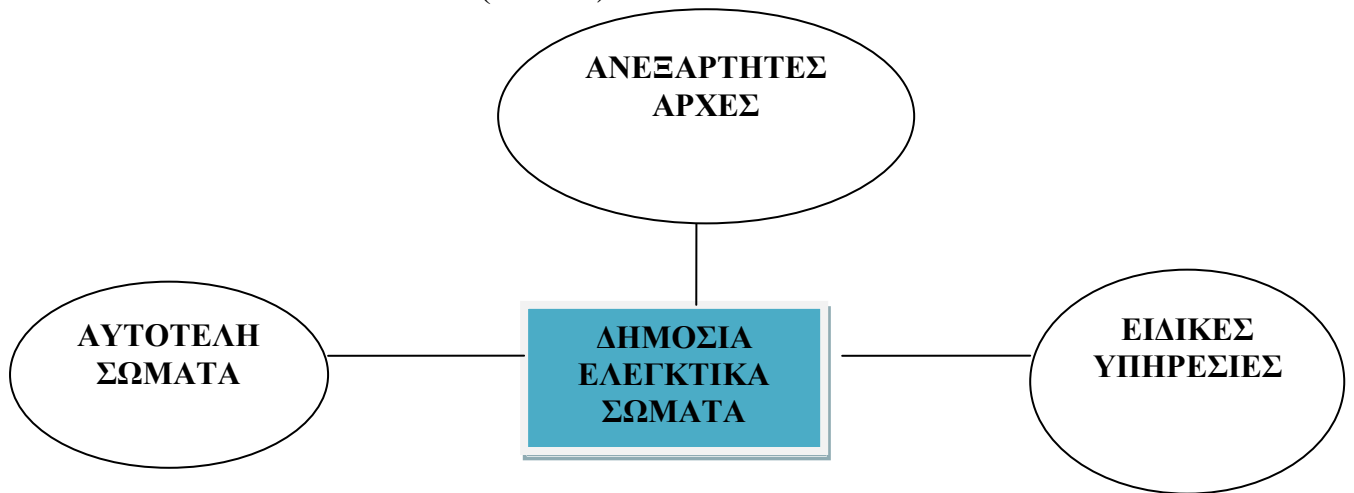 ΑΝΕΞΑΡΤΗΤΕΣ
ΑΡΧΕΣ
ΑΥΤΟΤΕΛΗ
ΣΩΜΑΤΑ
ΔΗΜΟΣΙΑ
ΕΛΕΓΚΤΙΚΑ
ΣΩΜΑΤΑ
ΕΙΔΙΚΕΣ
ΥΠΗΡΕΣΙΕΣ